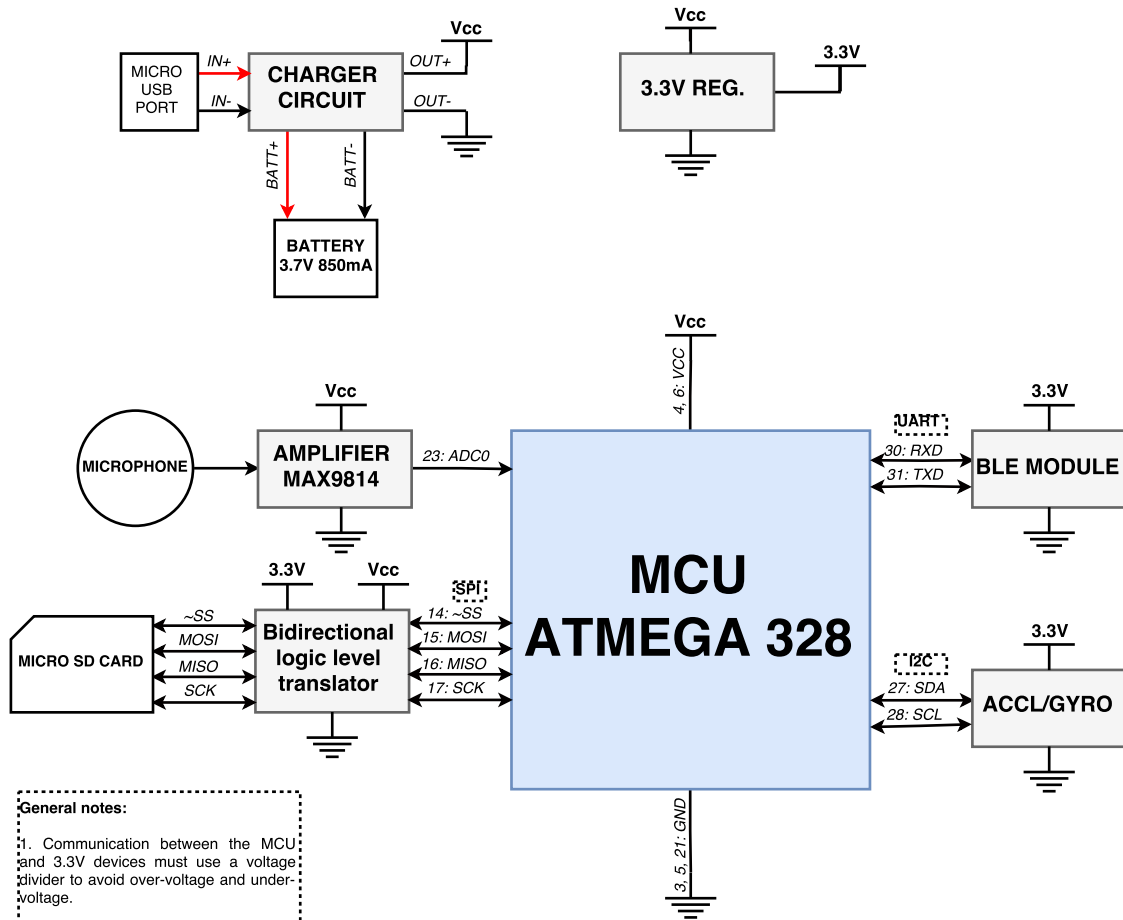 Vcc
MICRO
USB
PORT
IN+
IN-
CHARGER
CIRCUIT
OUT+
OUT-
BATT+
BATT-
BATTERY
3.7V 850mA
Vcc
3.3V REG.
3.3V
Vcc
4, 6: VCC
MICROPHONE
Vcc
AMPLIFIER
MAX9814
23: ADC0
MCU
ATMEGA 328
UART
30: RXD
31: TXD
3.3V
BLE MODULE
MICRO SD CARD
~SS
MOSI
MISO
SCK
3.3V
Vcc
Bidirectional
logic level
translator
SPI
14: ~SS
15: MOSI
16: MISO
17: SCK
I2C
27: SDA
28: SCL
3.3V
ACCL/GYRO
3, 5, 21: GND
General notes:
1. Communication between the MCU
and 3.3V devices must use a voltage
divider to avoid over-voltage and under-
voltage.